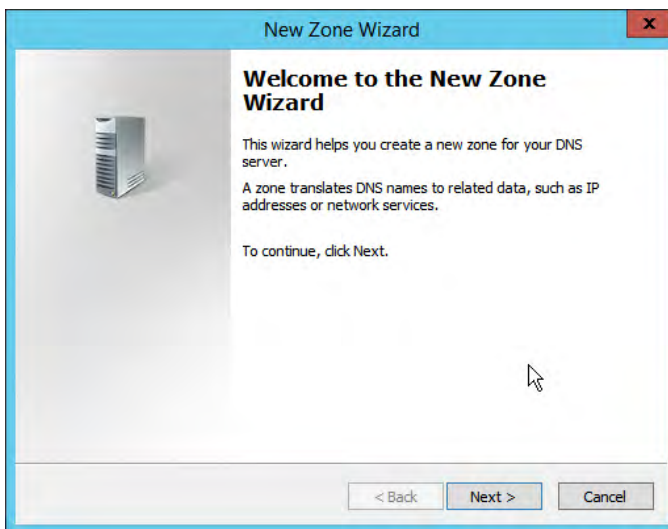 New Zone Wizard
x
Welcome to the New Zone
Wizard
This wizard helps you create a new zone for your DNS
server.
A zone translates DNS names to related data, such as IP
addresses or network services.
To continue, click Next.
< Back Next > Cancel